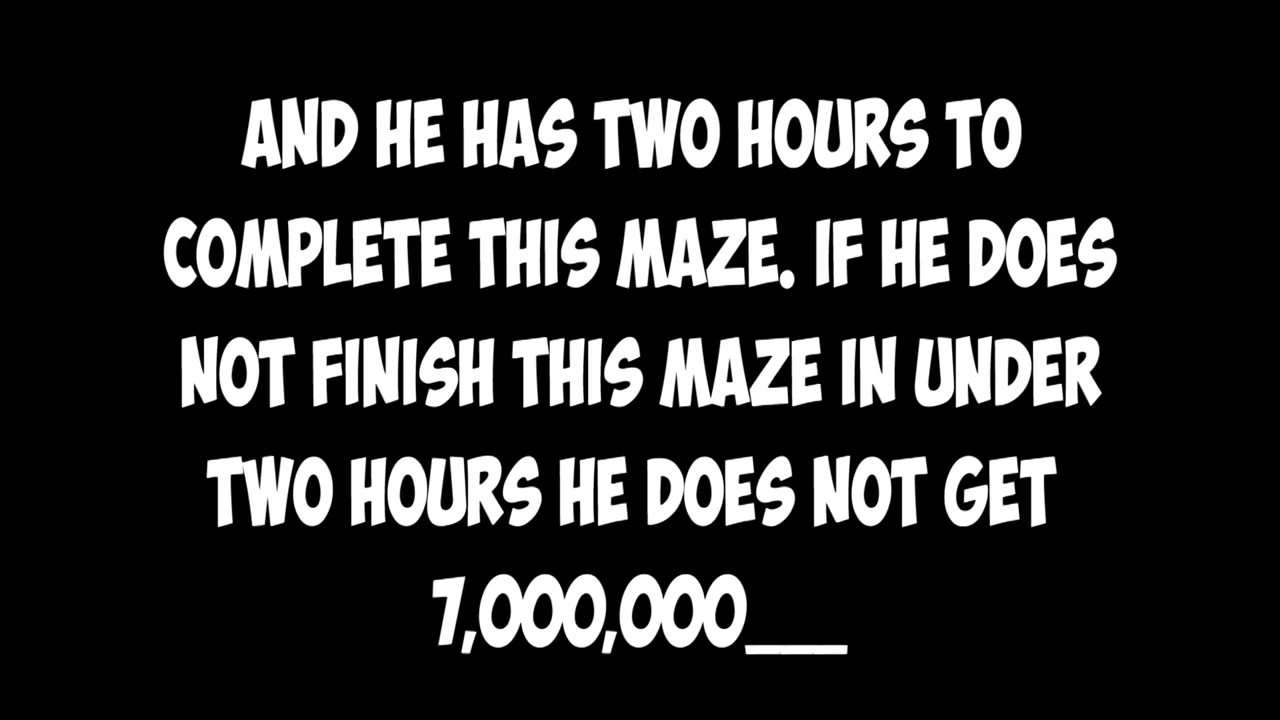 AND HE HAS TWO HOURS TO
COMPLETE THIS MAZE. IF HE DOES
NOT FINISH THIS MAZE IN UNDER
TWO HOURS HE DOES NOT GET
7,000,000___